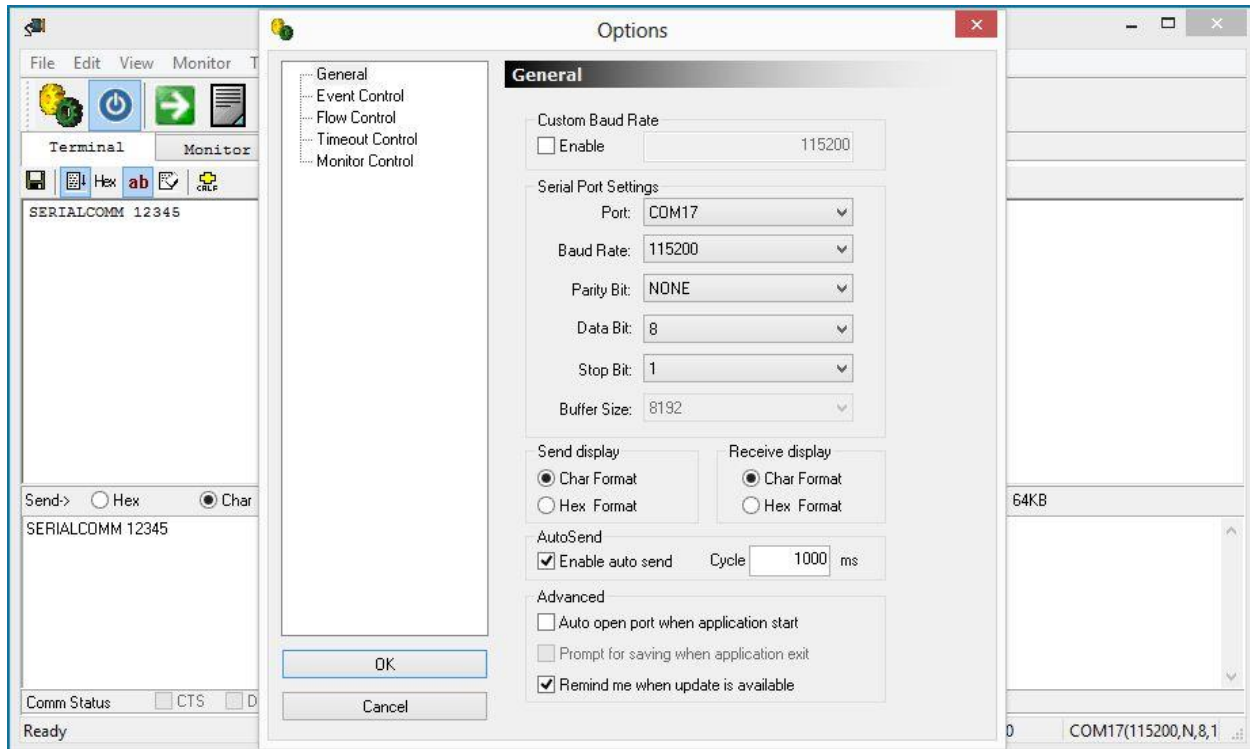 Options
File Edit View Monitor T
Terminal Monitor
Hex ab CRLF
SERIALCOMM 12345
Send-> Hex Char
SERIALCOMM 12345
Comm Status CTS D
Ready
General
Event Control
Flow Control
Timeout Control
Monitor Control
OK
Cancel
General
Custom Baud Rate
Enable 115200
Serial Port Settings
Port: COM17
Baud Rate: 115200
Parity Bit: NONE
Data Bit: 8
Stop Bit: 1
Buffer Size: 8192
Send display
Char Format
Hex Format
Receive display
Char Format
Hex Format
AutoSend
Enable auto send Cycle 1000 ms
Advanced
Auto open port when application start
Prompt for saving when application exit
Remind me when update is available
64KB
0 COM17(115200,N,8,1